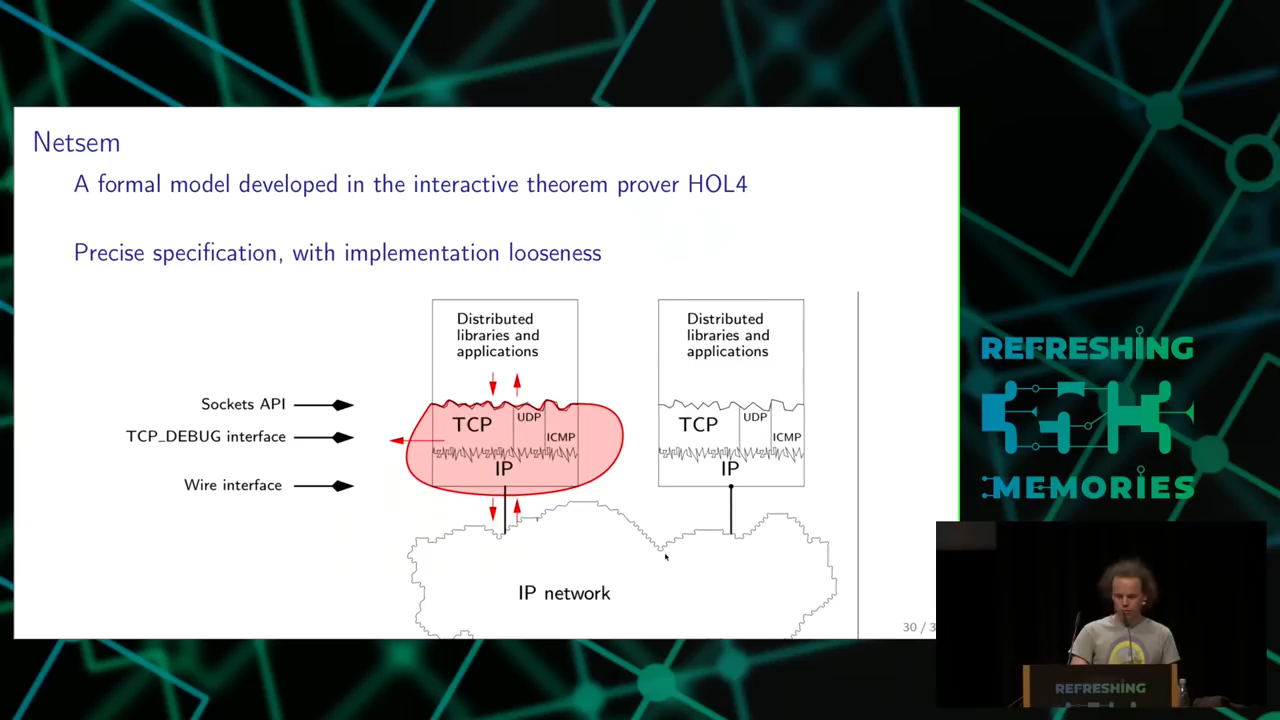 Netsem
A formal model developed in the interactive theorem prover HOL4
Precise specification, with implementation looseness
Distributed
libraries and
applications
Distributed
libraries and
applications
Sockets API
TCP_DEBUG interface
Wire interface
TCP
UDP
ICMP
IP
TCP
UDP
ICMP
IP
IP network
30 / 3
REFRESHING
MEMORIES
REFRESHING